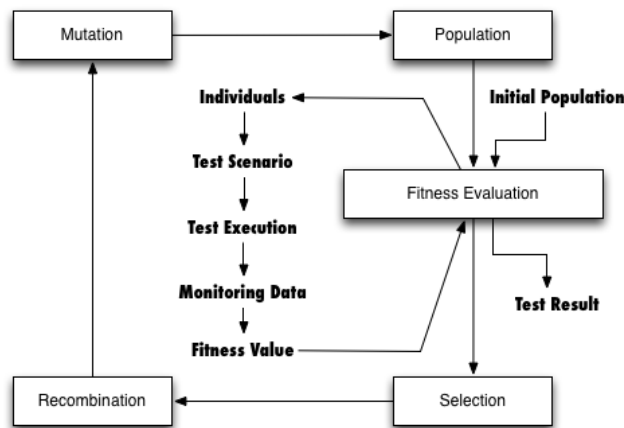 Mutation
Population
Individuals
Initial Population
Test Scenario
Fitness Evaluation
Test Execution
Monitoring Data
Test Result
Fitness Value
Recombination
Selection